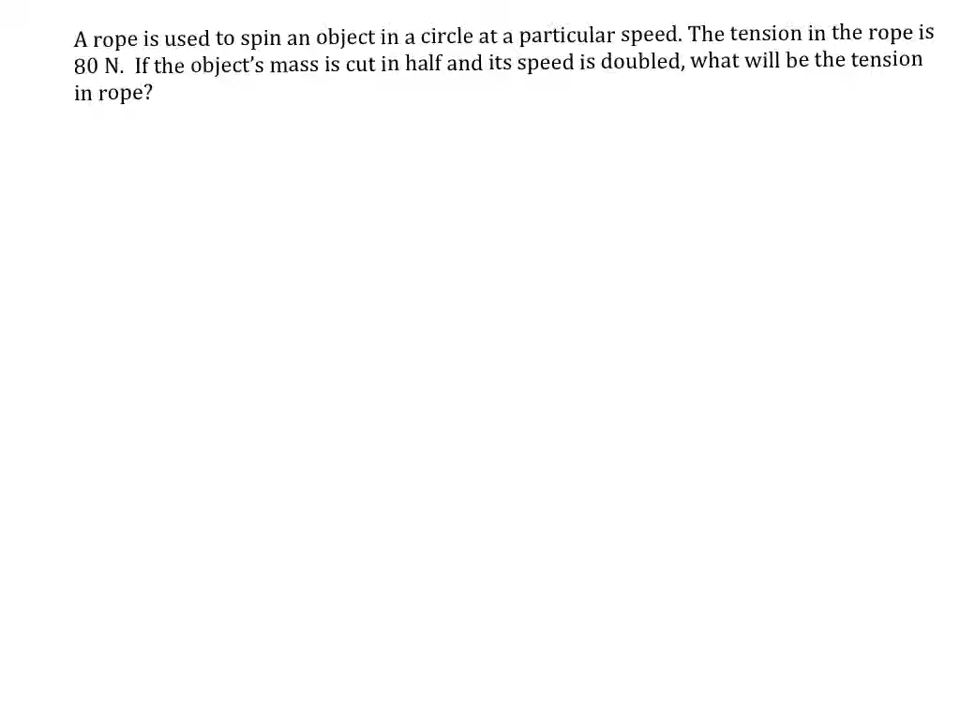 A rope is used to spin an object in a circle at a particular speed. The tension in the rope is
80 N.  If the object’s mass is cut in half and its speed is doubled, what will be the tension
in rope?